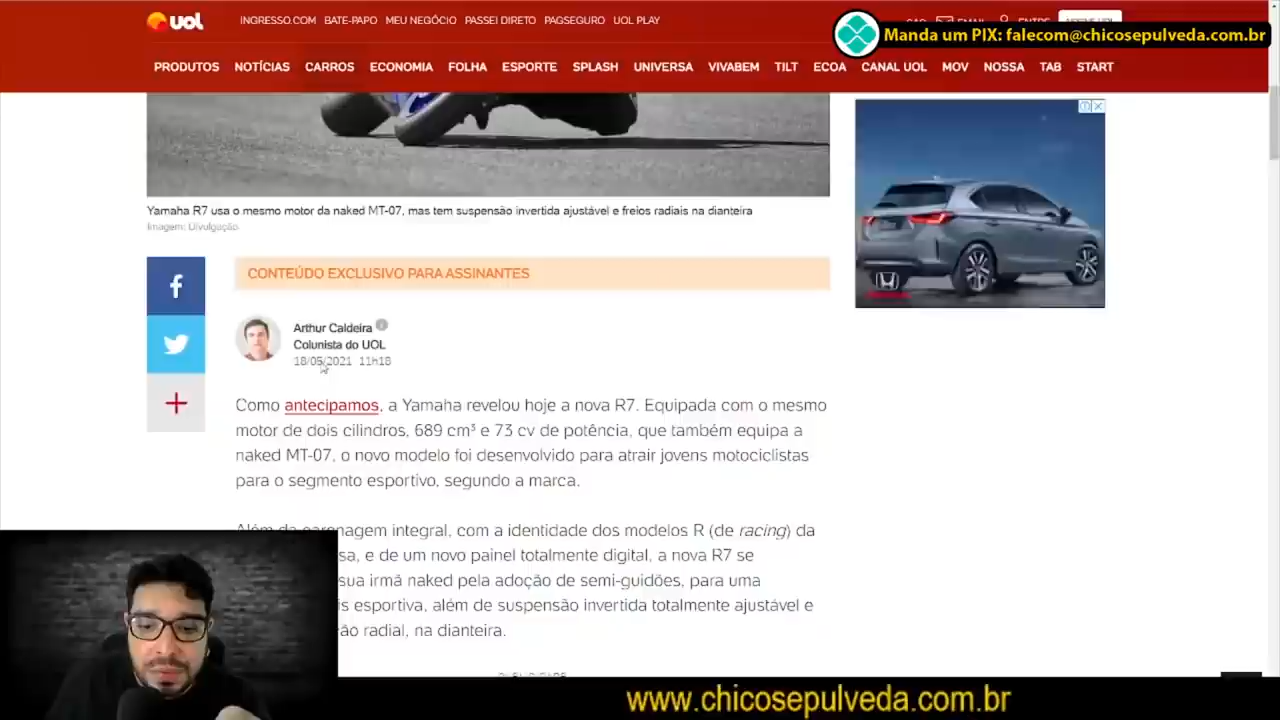 uol
INGRESSO.COM BATE-PAPO MEU NEGÓCIO PASSEI DIRETO PAGSEGURO UOL PLAY
Manda um PIX: falecom@chicosepulveda.com.br
PRODUTOS NOTÍCIAS CARROS ECONOMIA FOLHA ESPORTE SPLASH UNIVERSA VIVABEM TILT ECOA CANAL UOL MOV NOSSA TAB START
Yamaha R7 usa o mesmo motor da naked MT-07, mas tem suspensão invertida ajustável e freios radiais na dianteira
Imagem: Divulgação
CONTEÚDO EXCLUSIVO PARA ASSINANTES
Arthur Caldeira
Colunista do UOL
18/05/2021 11h18
Como antecipamos, a Yamaha revelou hoje a nova R7. Equipada com o mesmo
motor de dois cilindros, 689 cm³ e 73 cv de potência, que também equipa a
naked MT-07, o novo modelo foi desenvolvido para atrair jovens motociclistas
para o segmento esportivo, segundo a marca.
Além da carenagem integral, com a identidade dos modelos R (de racing) da
sa, e de um novo painel totalmente digital, a nova R7 se
sua irmã naked pela adoção de semi-guidões, para uma
is esportiva, além de suspensão invertida totalmente ajustável e
ão radial, na dianteira.
www.chicosepulveda.com.br